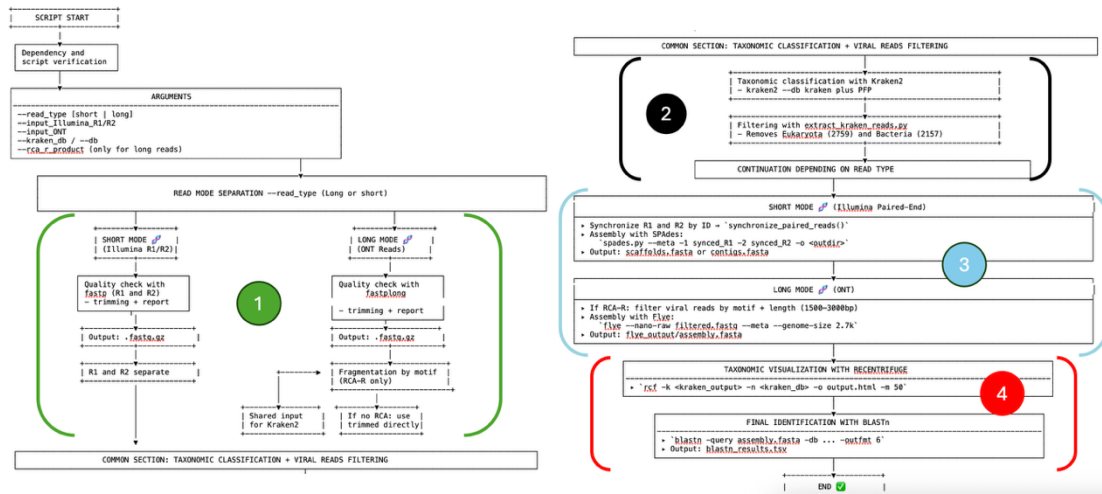 SCRIPT START
Dependency and
script verification
ARGUMENTS
--read_type [short | long]
--input_Illumina_R1/R2
--input_ONT
--kraken_db / --db
--rca_r_product (only for long reads)
READ MODE SEPARATION --read_type (Long or short)
SHORT MODE 🧬
(Illumina R1/R2)
Quality check with
fastp (R1 and R2)
- trimming + report
Output: .fastq.gz
R1 and R2 separate
1
LONG MODE 🧬
(ONT Reads)
Quality check with
fastplong
- trimming + report
Output: .fastq.gz
Fragmentation by motif
(RCA-R only)
Shared input
for Kraken2
If no RCA: use
trimmed directly
COMMON SECTION: TAXONOMIC CLASSIFICATION + VIRAL READS FILTERING
COMMON SECTION: TAXONOMIC CLASSIFICATION + VIRAL READS FILTERING
2
Taxonomic classification with Kraken2
- kraken2 --db kraken plus PFP
Filtering with extract_kraken_reads.py
- Removes Eukaryota (2759) and Bacteria (2157)
CONTINUATION DEPENDING ON READ TYPE
SHORT MODE 🧬 (Illumina Paired-End)
▸ Synchronize R1 and R2 by ID → `synchronize_paired_reads()`
▸ Assembly with SPAdes:
`spades.py --meta -1 synced_R1 -2 synced_R2 -o <outdir>`
▸ Output: scaffolds.fasta or contigs.fasta
3
LONG MODE 🧬 (ONT)
▸ If RCA-R: filter viral reads by motif + length (1500–3000bp)
▸ Assembly with Flye:
`flye --nano-raw filtered.fastq --meta --genome-size 2.7k`
▸ Output: flye_output/assembly.fasta
TAXONOMIC VISUALIZATION WITH RECENTRIFUGE
▸ `rcf -k <kraken_output> -n <kraken_db> -o output.html -m 50`
4
FINAL IDENTIFICATION WITH BLASTn
▸ `blastn -query assembly.fasta -db ... -outfmt 6`
▸ Output: blastn_results.tsv
END ✅